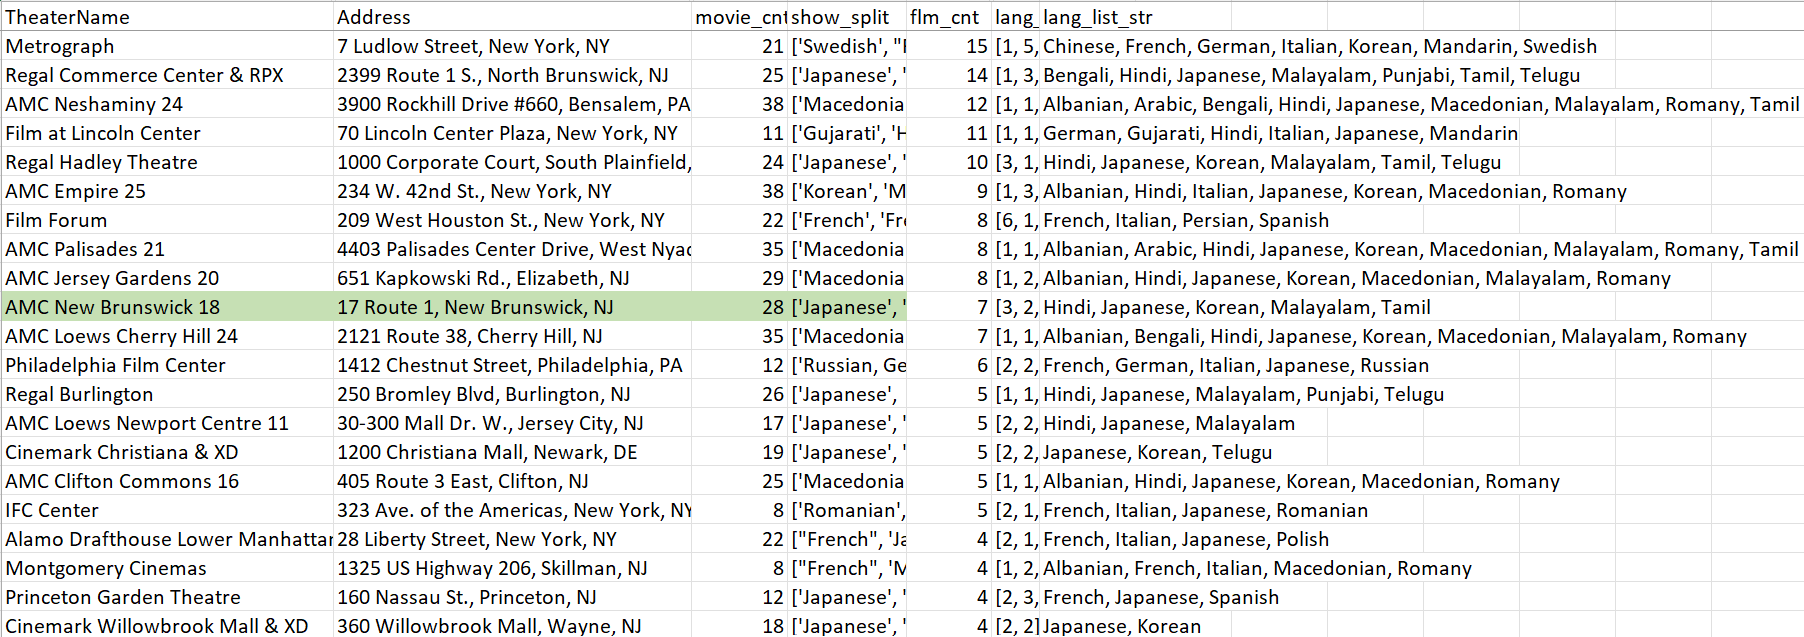 TheaterName Address movie_cnt show_split flm_cnt lang_ lang_list_str
Metrograph 7 Ludlow Street, New York, NY 21 ['Swedish', " 15 [1, 5, Chinese, French, German, Italian, Korean, Mandarin, Swedish
Regal Commerce Center & RPX 2399 Route 1 S., North Brunswick, NJ 25 ['Japanese', ' 14 [1, 3, Bengali, Hindi, Japanese, Malayalam, Punjabi, Tamil, Telugu
AMC Neshaminy 24 3900 Rockhill Drive #660, Bensalem, PA 38 ['Macedonia 12 [1, 1, Albanian, Arabic, Bengali, Hindi, Japanese, Macedonian, Malayalam, Romany, Tamil
Film at Lincoln Center 70 Lincoln Center Plaza, New York, NY 11 ['Gujarati', 'H 11 [1, 1, German, Gujarati, Hindi, Italian, Japanese, Mandarin
Regal Hadley Theatre 1000 Corporate Court, South Plainfield, 24 ['Japanese', ' 10 [3, 1, Hindi, Japanese, Korean, Malayalam, Tamil, Telugu
AMC Empire 25 234 W. 42nd St., New York, NY 38 ['Korean', 'M 9 [1, 3, Albanian, Hindi, Italian, Japanese, Korean, Macedonian, Romany
Film Forum 209 West Houston St., New York, NY 22 ['French', 'Fr 8 [6, 1, French, Italian, Persian, Spanish
AMC Palisades 21 4403 Palisades Center Drive, West Nyac 35 ['Macedonia 8 [1, 1, Albanian, Arabic, Hindi, Japanese, Korean, Macedonian, Malayalam, Romany, Tamil
AMC Jersey Gardens 20 651 Kapkowski Rd., Elizabeth, NJ 29 ['Macedonia 8 [1, 2, Albanian, Hindi, Japanese, Korean, Macedonian, Malayalam, Romany
AMC New Brunswick 18 17 Route 1, New Brunswick, NJ 28 ['Japanese', ' 7 [3, 2, Hindi, Japanese, Korean, Malayalam, Tamil
AMC Loews Cherry Hill 24 2121 Route 38, Cherry Hill, NJ 35 ['Macedonia 7 [1, 1, Albanian, Bengali, Hindi, Japanese, Korean, Macedonian, Malayalam, Romany
Philadelphia Film Center 1412 Chestnut Street, Philadelphia, PA 12 ['Russian, Ge 6 [2, 2, French, German, Italian, Japanese, Russian
Regal Burlington 250 Bromley Blvd, Burlington, NJ 26 ['Japanese', 5 [1, 1, Hindi, Japanese, Malayalam, Punjabi, Telugu
AMC Loews Newport Centre 11 30-300 Mall Dr. W., Jersey City, NJ 17 ['Japanese', ' 5 [2, 2, Hindi, Japanese, Malayalam
Cinemark Christiana & XD 1200 Christiana Mall, Newark, DE 19 ['Japanese', ' 5 [2, 2, Japanese, Korean, Telugu
AMC Clifton Commons 16 405 Route 3 East, Clifton, NJ 25 ['Macedonia 5 [1, 1, Albanian, Hindi, Japanese, Korean, Macedonian, Romany
IFC Center 323 Ave. of the Americas, New York, NY 8 ['Romanian', 5 [2, 1, French, Italian, Japanese, Romanian
Alamo Drafthouse Lower Manhattan 28 Liberty Street, New York, NY 22 ["French", 'Ja 4 [2, 1, French, Italian, Japanese, Polish
Montgomery Cinemas 1325 US Highway 206, Skillman, NJ 8 ["French", 'M 4 [1, 2, Albanian, French, Italian, Macedonian, Romany
Princeton Garden Theatre 160 Nassau St., Princeton, NJ 12 ['Japanese', ' 4 [2, 3, French, Japanese, Spanish
Cinemark Willowbrook Mall & XD 360 Willowbrook Mall, Wayne, NJ 18 ['Japanese', ' 4 [2, 2] Japanese, Korean